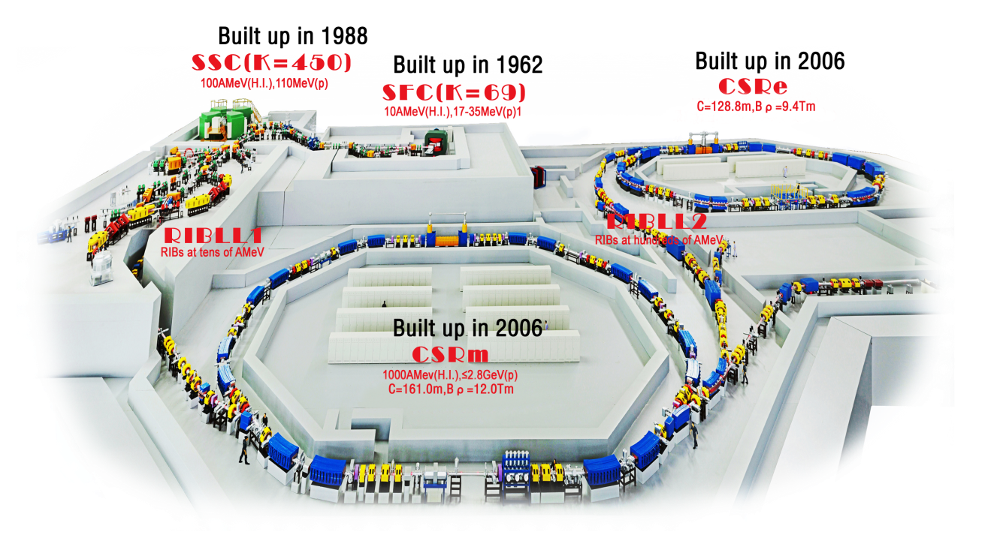 Built up in 1988
SSC(K=450)
100AMeV(H.I.),110MeV(p)
Built up in 1962
SFC(K=69)
10AMeV(H.I.),17-35MeV(p)1
Built up in 2006
CSRe
C=128.8m,B ρ =9.4Tm
RIBLL1
RIBs at tens of AMeV
RIBLL2
RIBs at hundreds of AMeV
Built up in 2006
CSRm
1000AMev(H.I.),≤2.8GeV(p)
C=161.0m,B ρ =12.0Tm